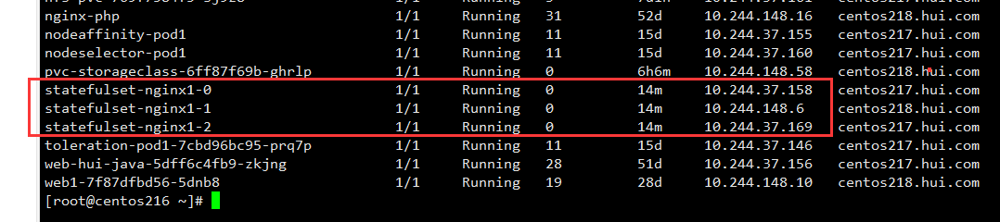 nginx-php 1/1 Running 31 52d 10.244.148.16 centos218.hui.com
nodeaffinity-pod1 1/1 Running 11 15d 10.244.37.155 centos217.hui.com
nodeselector-pod1 1/1 Running 11 15d 10.244.37.160 centos217.hui.com
pvc-storageclass-6ff87f69b-ghrlp 1/1 Running 0 6h6m 10.244.148.58 centos218.hui.com
statefulset-nginx1-0 1/1 Running 0 14m 10.244.37.158 centos217.hui.com
statefulset-nginx1-1 1/1 Running 0 14m 10.244.148.6 centos218.hui.com
statefulset-nginx1-2 1/1 Running 0 14m 10.244.37.169 centos217.hui.com
toleration-pod1-7cbd96bc95-prq7p 1/1 Running 11 15d 10.244.37.146 centos217.hui.com
web-hui-java-5dff6c4fb9-zkjng 1/1 Running 28 51d 10.244.37.156 centos217.hui.com
web1-7f87dfbd56-5dnb8 1/1 Running 19 28d 10.244.148.10 centos218.hui.com
[root@centos216 ~]#